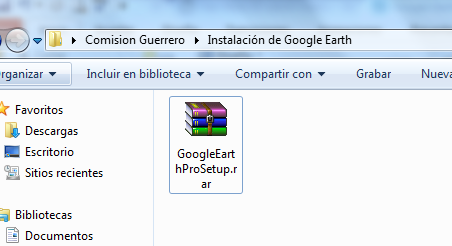 Comision Guerrero Instalación de Google Earth
rganizar Incluir en biblioteca Compartir con Grabar Nueva
Favoritos
Descargas
Escritorio
Sitios recientes
Bibliotecas
Documentos
GoogleEart
hProSetup.r
ar